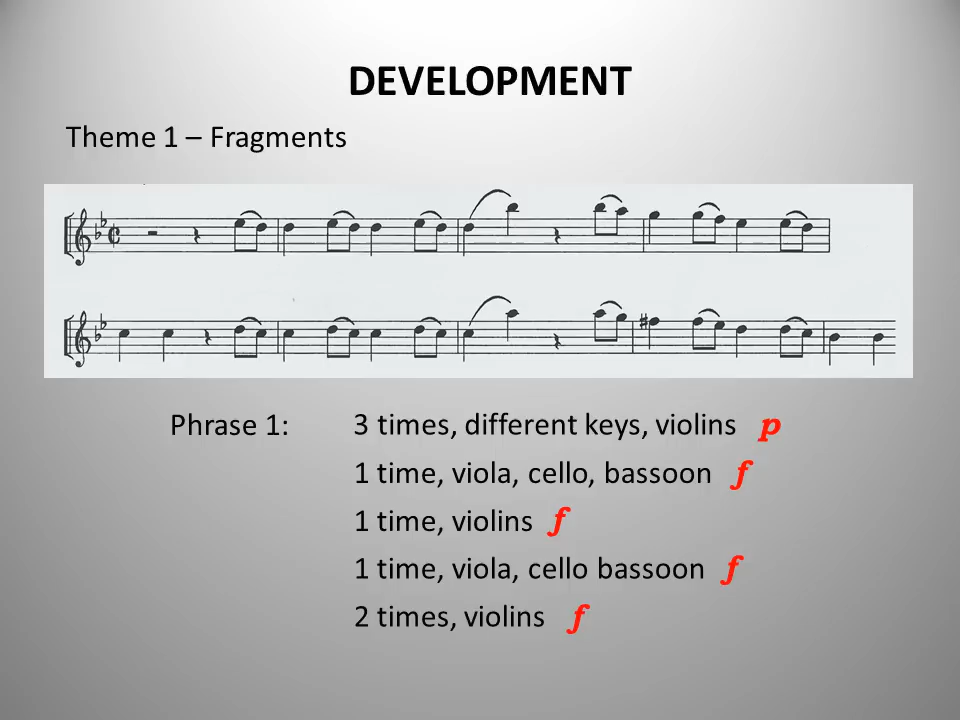 DEVELOPMENT
Theme 1 – Fragments
Phrase 1: 3 times, different keys, violins p
1 time, viola, cello, bassoon f
1 time, violins f
1 time, viola, cello bassoon f
2 times, violins f